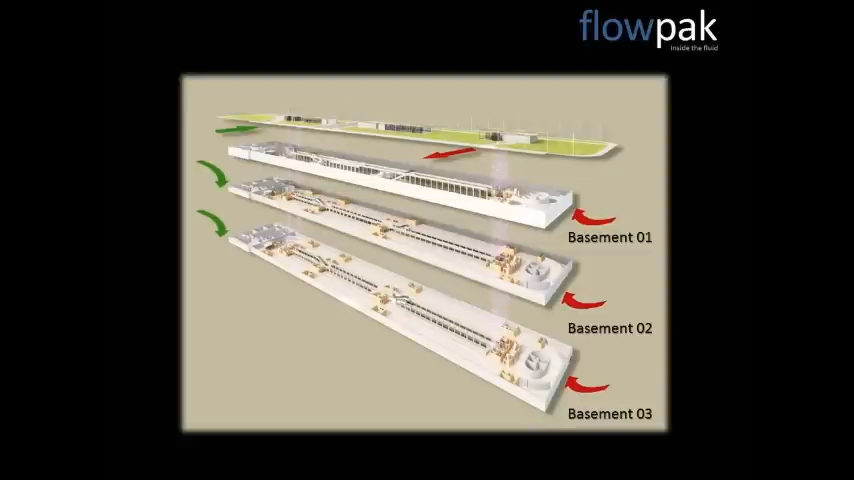 flowpak
inside the fluid
Basement 01
Basement 02
Basement 03